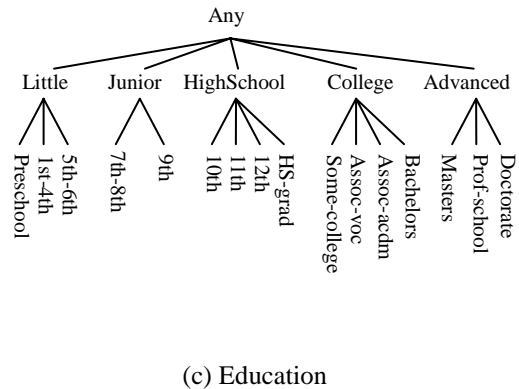 Any
Little Junior HighSchool College Advanced
Preschool
1st-4th
5th-6th
7th-8th
9th
10th
11th
12th
HS-grad
Some-college
Assoc-voc
Assoc-acdm
Bachelors
Masters
Prof-school
Doctorate
(c) Education